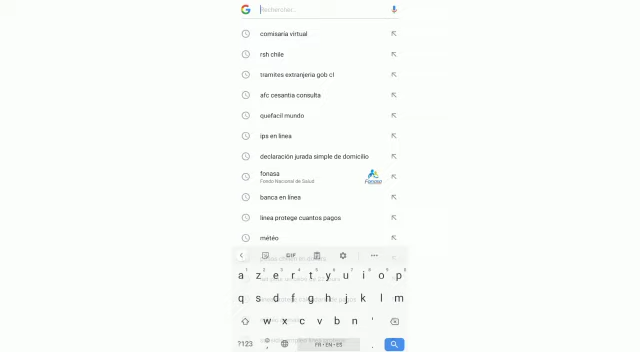 Rechercher...
comisaría virtual
rsh chile
tramites extranjeria gob cl
afc cesantia consulta
quefacil mundo
ips en linea
declaración jurada simple de domicilio
fonasa
Fondo Nacional de Salud
Fonasa
banca en línea
linea protege cuantos pagos
météo
GIF
a z e r t y u i o p
q s d f g h j k l m
w x c v b n '
?123 , FR • EN • ES .